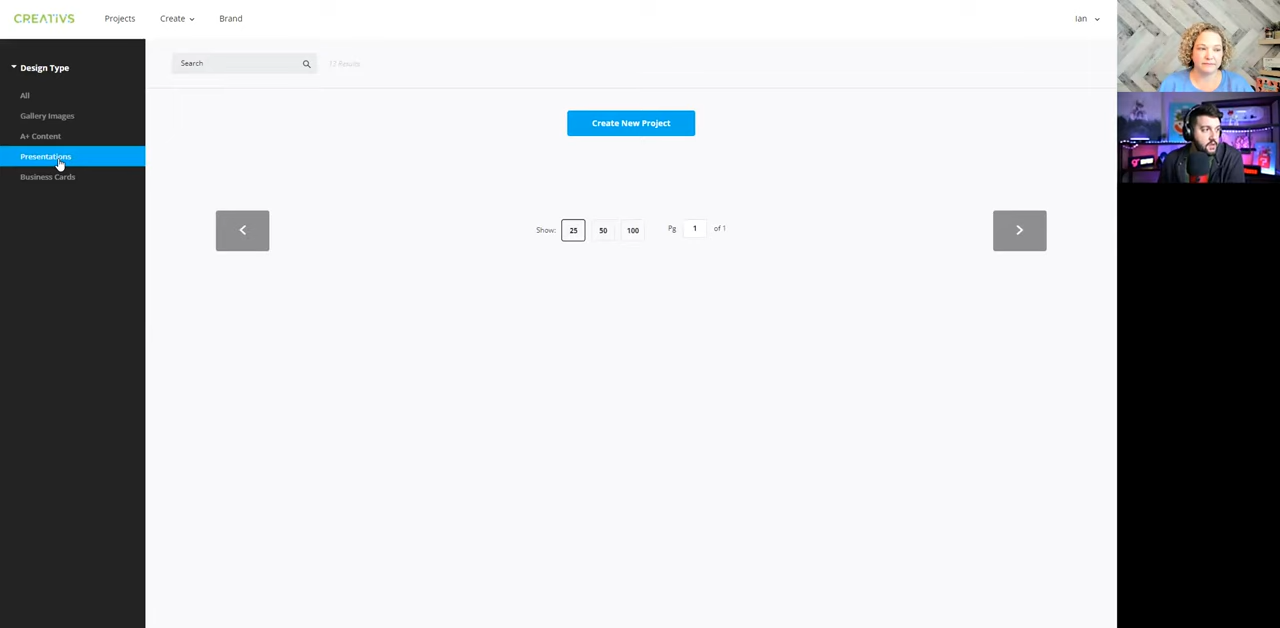 CREATIVS Projects Create Brand Ian
Design Type
All
Gallery Images
A+ Content
Presentations
Business Cards
Search
Results
Create New Project
Show: 25 50 100 Pg 1 of 1